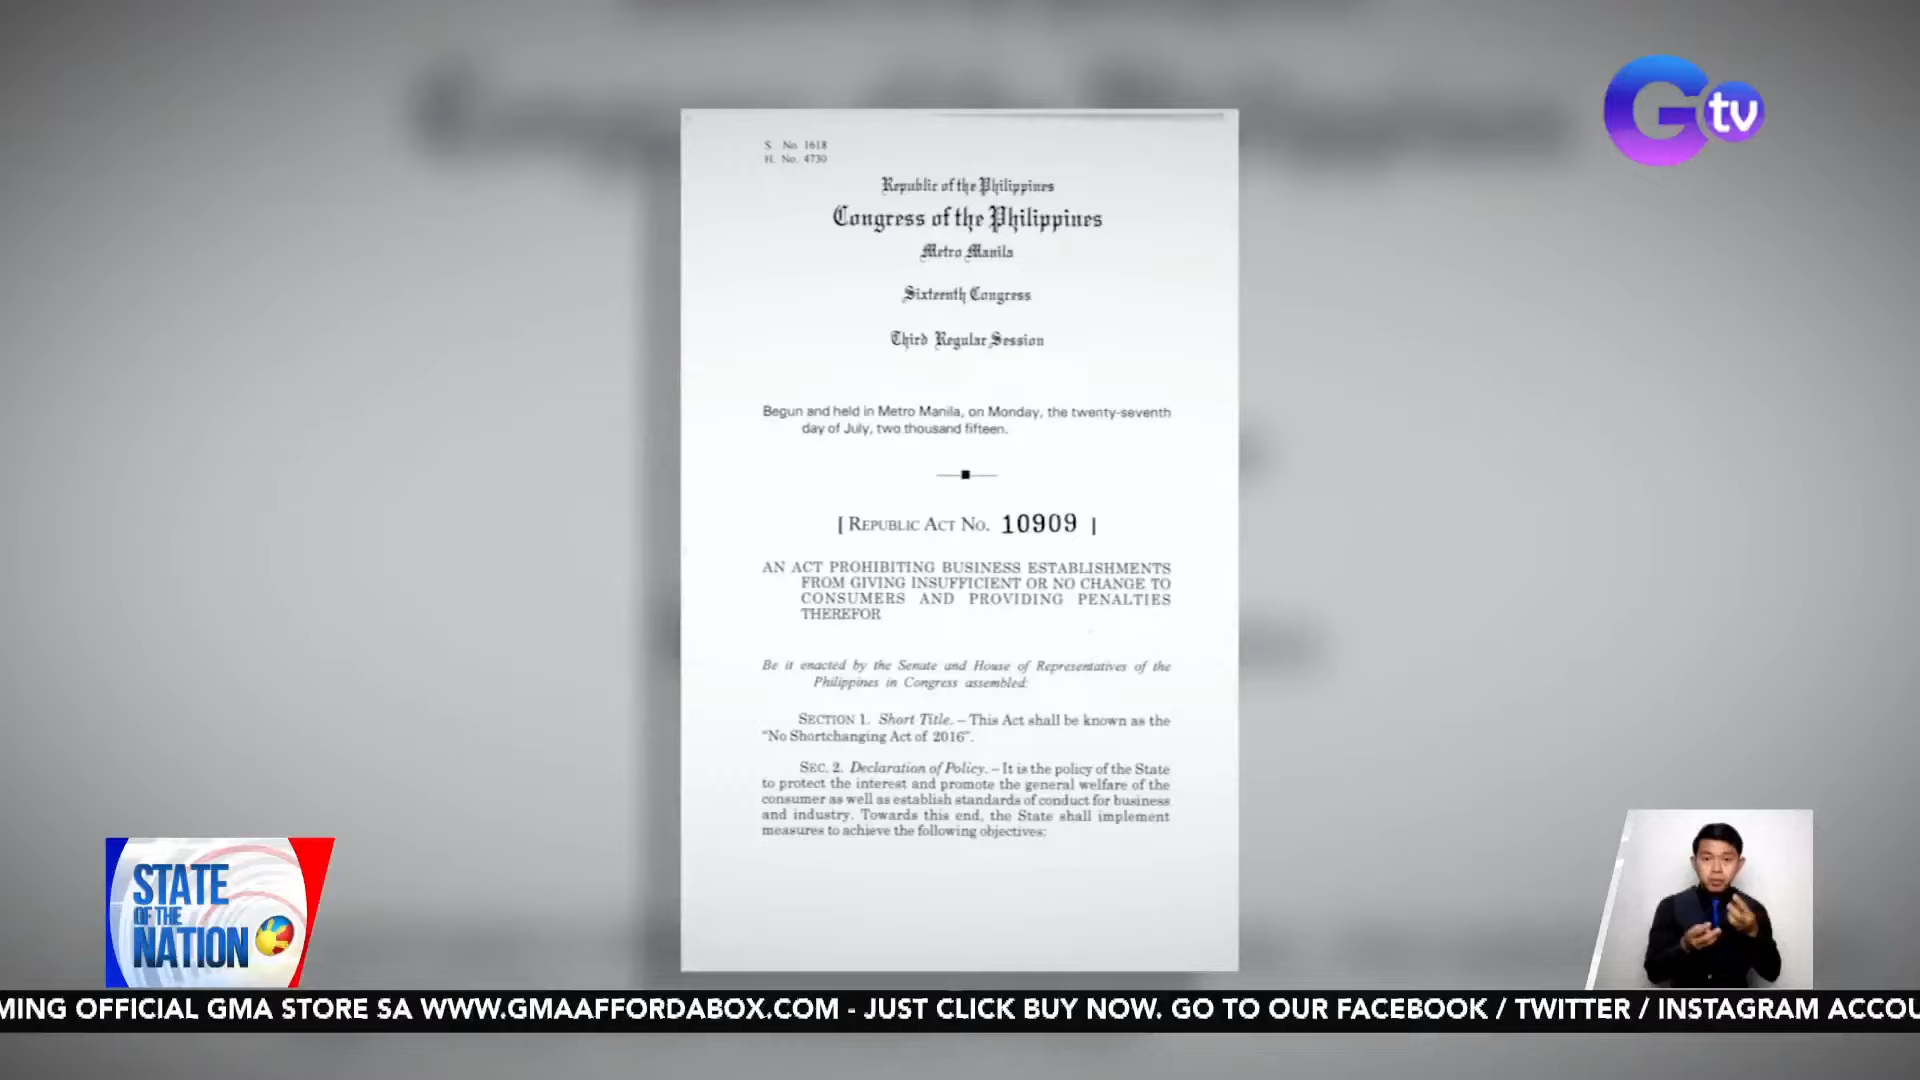 G tv
S. No. 1618
H. No. 4730
Republic of the Philippines
Congress of the Philippines
Metro Manila
Sixteenth Congress
Third Regular Session
Begun and held in Metro Manila, on Monday, the twenty-seventh
day of July, two thousand fifteen.
[ REPUBLIC ACT NO. 10909 ]
AN ACT PROHIBITING BUSINESS ESTABLISHMENTS
FROM GIVING INSUFFICIENT OR NO CHANGE TO
CONSUMERS AND PROVIDING PENALTIES
THEREFOR
Be it enacted by the Senate and House of Representatives of the
Philippines in Congress assembled:
SECTION 1. Short Title. – This Act shall be known as the
“No Shortchanging Act of 2016”.
SEC. 2. Declaration of Policy. – It is the policy of the State
to protect the interest and promote the general welfare of the
consumer as well as establish standards of conduct for business
and industry. Towards this end, the State shall implement
measures to achieve the following objectives:
STATE
OF THE
NATION
MING OFFICIAL GMA STORE SA WWW.GMAAFFORDABOX.COM - JUST CLICK BUY NOW. GO TO OUR FACEBOOK / TWITTER / INSTAGRAM ACCOU